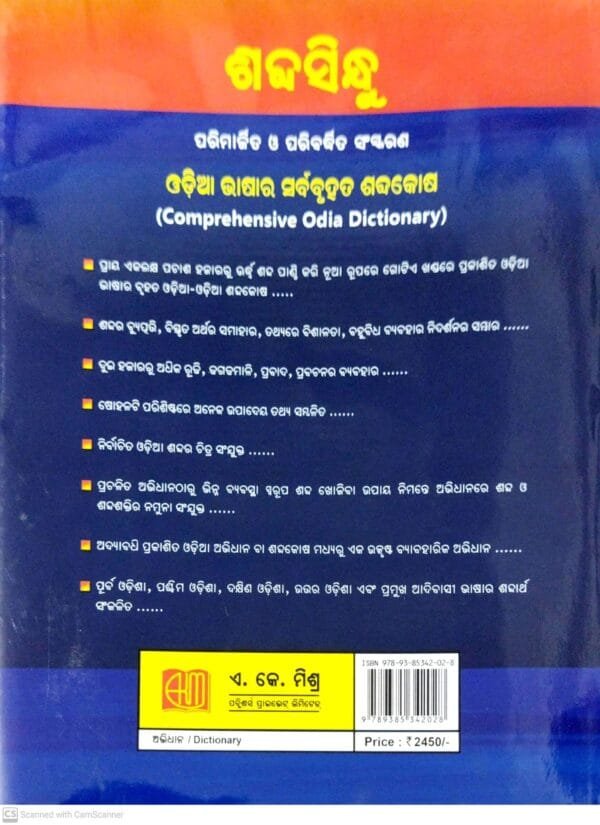 ଶବ୍ଦସିନ୍ଧୁ
ପରିମାର୍ଜିତ ଓ ପରିବର୍ଦ୍ଧିତ ସଂସ୍କରଣ
ଓଡ଼ିଆ ଭାଷାର ସର୍ବବୃହତ ଶବ୍ଦକୋଷ
(Comprehensive Odia Dictionary)
ପ୍ରାୟ ଏକଲକ୍ଷ ପଚାଶ ହଜାରରୁ ଊର୍ଦ୍ଧ୍ୱ ଶବ୍ଦ ପାଣ୍ଠି କରି ନୂଆ ରୂପରେ ଗୋଟିଏ ଖଣ୍ଡରେ ପ୍ରକାଶିତ ଓଡ଼ିଆ
ଭାଷାର ବୃହତ ଓଡ଼ିଆ-ଓଡ଼ିଆ ଶବ୍ଦକୋଷ .....
ଶବ୍ଦର ବ୍ୟୁତ୍ପତ୍ତି, ବିସ୍ତୃତ ଅର୍ଥର ସମାହାର, ତଥ୍ୟରେ ବିଶାଳତା, ବହୁବିଧ ବ୍ୟବହାର ନିଦର୍ଶନର ସମ୍ଭାର ......
ଦୁଇ ହଜାରରୁ ଅଧିକ ରୂଢ଼ି, ଢଗଢମାଳି, ପ୍ରବାଦ, ପ୍ରବଚନର ବ୍ୟବହାର ......
ଷୋହଳଟି ପରିଶିଷ୍ଟରେ ଅନେକ ଉପାଦେୟ ତଥ୍ୟ ସମ୍ବଳିତ ......
ନିର୍ବାଚିତ ଓଡ଼ିଆ ଶବ୍ଦର ଚିତ୍ର ସଂଯୁକ୍ତ ......
ପ୍ରଚଳିତ ଅଭିଧାନଠାରୁ ଭିନ୍ନ ବ୍ୟବସ୍ଥା ସ୍ୱରୂପ ଶବ୍ଦ ଖୋଜିବା ଉପାୟ ନିମନ୍ତେ ଅଭିଧାନରେ ଶବ୍ଦ ଓ
ଶବ୍ଦଶକ୍ତିର ନମୁନା ସଂଯୁକ୍ତ ......
ଅଦ୍ୟାବଧି ପ୍ରକାଶିତ ଓଡ଼ିଆ ଅଭିଧାନ ବା ଶବ୍ଦକୋଷ ମଧ୍ୟରୁ ଏକ ଉତ୍କୃଷ୍ଟ ବ୍ୟାବହାରିକ ଅଭିଧାନ ......
ପୂର୍ବ ଓଡ଼ିଶା, ପଶ୍ଚିମ ଓଡ଼ିଶା, ଦକ୍ଷିଣ ଓଡ଼ିଶା, ଉତ୍ତର ଓଡ଼ିଶା ଏବଂ ପ୍ରମୁଖ ଆଦିବାସୀ ଭାଷାର ଶବ୍ଦାର୍ଥ
ସଂକଳିତ ......
ଏ. କେ. ମିଶ୍ର
ପବ୍ଲିଶର୍ସ ପ୍ରାଇଭେଟ୍ ଲିମିଟେଡ୍
ଅଭିଧାନ / Dictionary
ISBN 978-93-85342-02-8
9 789385 342028
Price : ₹ 2450/-
CS Scanned with CamScanner